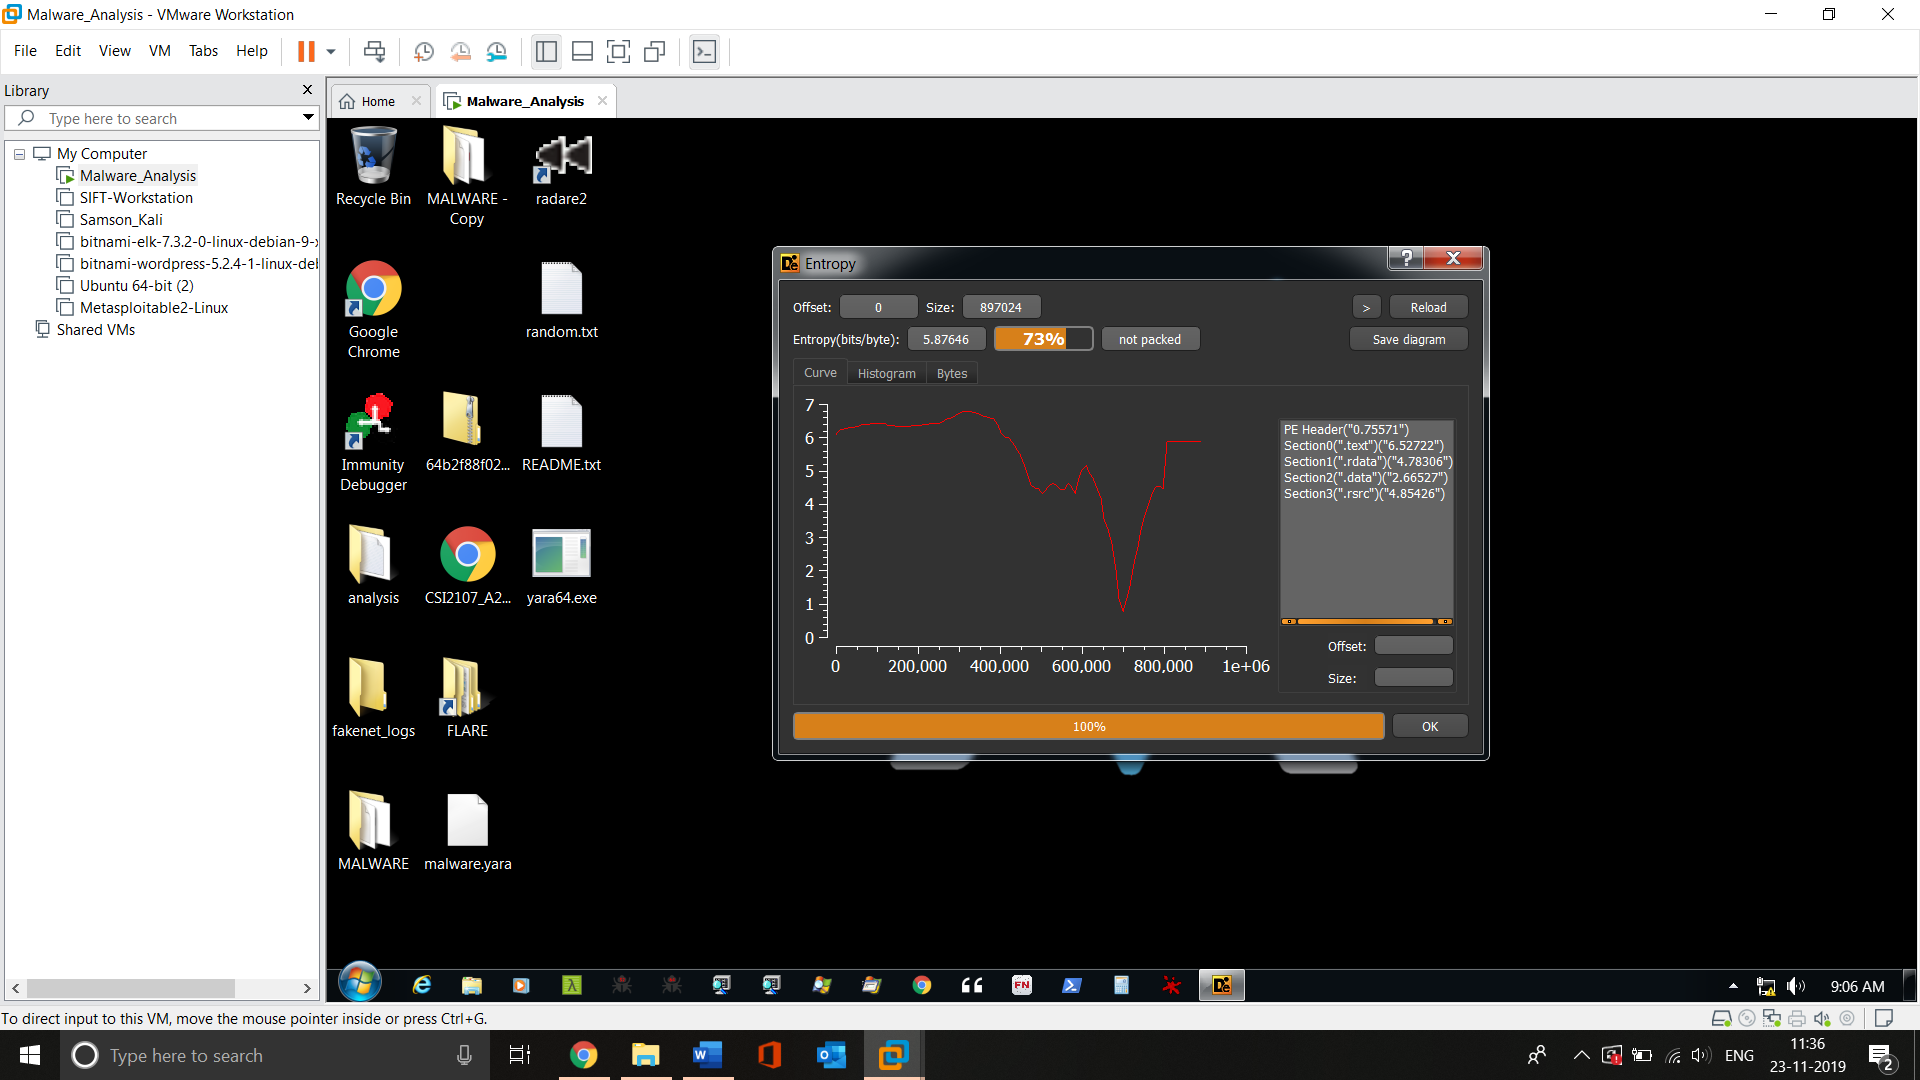 Malware_Analysis - VMware Workstation
File Edit View VM Tabs Help
Library
Type here to search
My Computer
Malware_Analysis
SIFT-Workstation
Samson_Kali
bitnami-elk-7.3.2-0-linux-debian-9-x
bitnami-wordpress-5.2.4-1-linux-del
Ubuntu 64-bit (2)
Metasploitable2-Linux
Shared VMs
Home Malware_Analysis
Recycle Bin
MALWARE -
Copy
radare2
Google
Chrome
random.txt
Immunity
Debugger
64b2f88f02...
README.txt
analysis
CSI2107_A2...
yara64.exe
fakenet_logs
FLARE
MALWARE
malware.yara
Entropy
Offset: 0 Size: 897024 > Reload
Entropy(bits/byte): 5.87646 73% not packed Save diagram
Curve Histogram Bytes
7
6
5
4
3
2
1
0
0 200,000 400,000 600,000 800,000 1e+06
PE Header("0.75571")
Section0(".text")("6.52722")
Section1(".rdata")("4.78306")
Section2(".data")("2.66527")
Section3(".rsrc")("4.85426")
Offset:
Size:
100% OK
FN
9:06 AM
To direct input to this VM, move the mouse pointer inside or press Ctrl+G.
Type here to search
ENG
11:36
23-11-2019
2